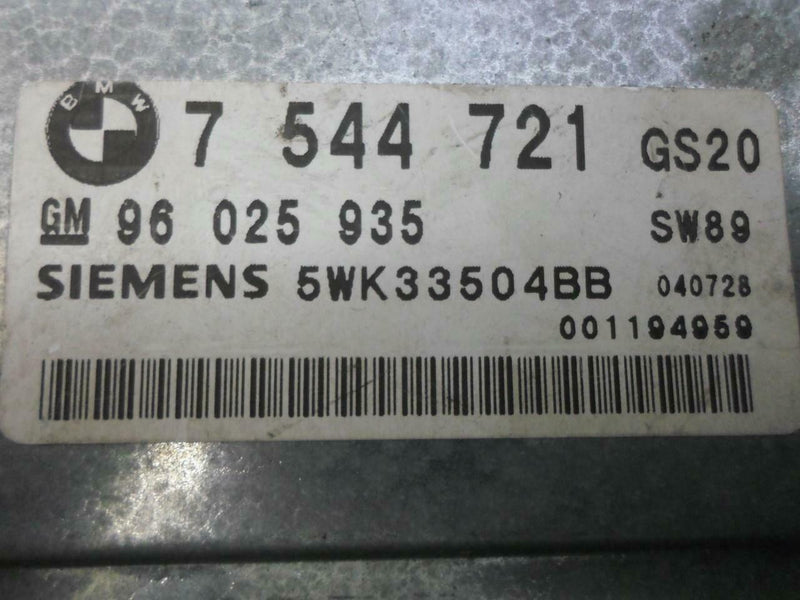 BMW 7 544 721 GS20
GM 96 025 935 SW89
SIEMENS 5WK33504BB 040728
001194959